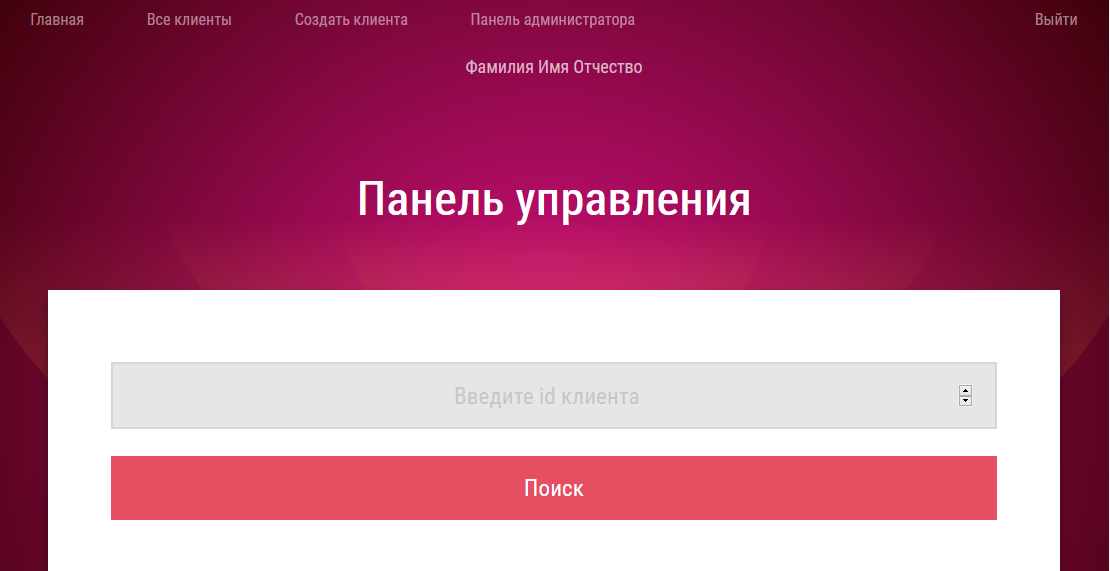 Главная Все клиенты Создать клиента Панель администратора Выйти
Фамилия Имя Отчество
Панель управления
Введите id клиента
Поиск